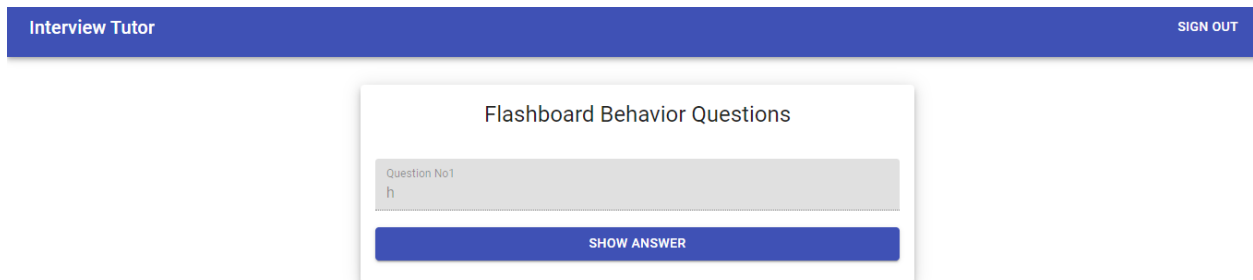 Interview Tutor
SIGN OUT
Flashboard Behavior Questions
Question No1
h
SHOW ANSWER